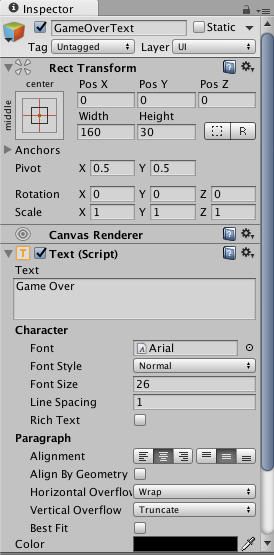 Inspector
GameOverText Static
Tag Untagged Layer UI
Rect Transform
center Pos X Pos Y Pos Z
middle 0 0 0
Width Height
160 30 R
Anchors
Pivot X 0.5 Y 0.5
Rotation X 0 Y 0 Z 0
Scale X 1 Y 1 Z 1
Canvas Renderer
T Text (Script)
Text
Game Over
Character
Font A Arial
Font Style Normal
Font Size 26
Line Spacing 1
Rich Text
Paragraph
Alignment
Align By Geometry
Horizontal Overflow Wrap
Vertical Overflow Truncate
Best Fit
Color